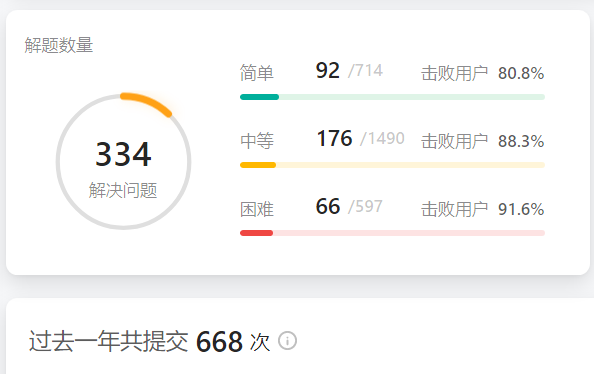 解题数量
334
解决问题
简单 92 /714 击败用户 80.8%
中等 176 /1490 击败用户 88.3%
困难 66 /597 击败用户 91.6%
过去一年共提交 668 次